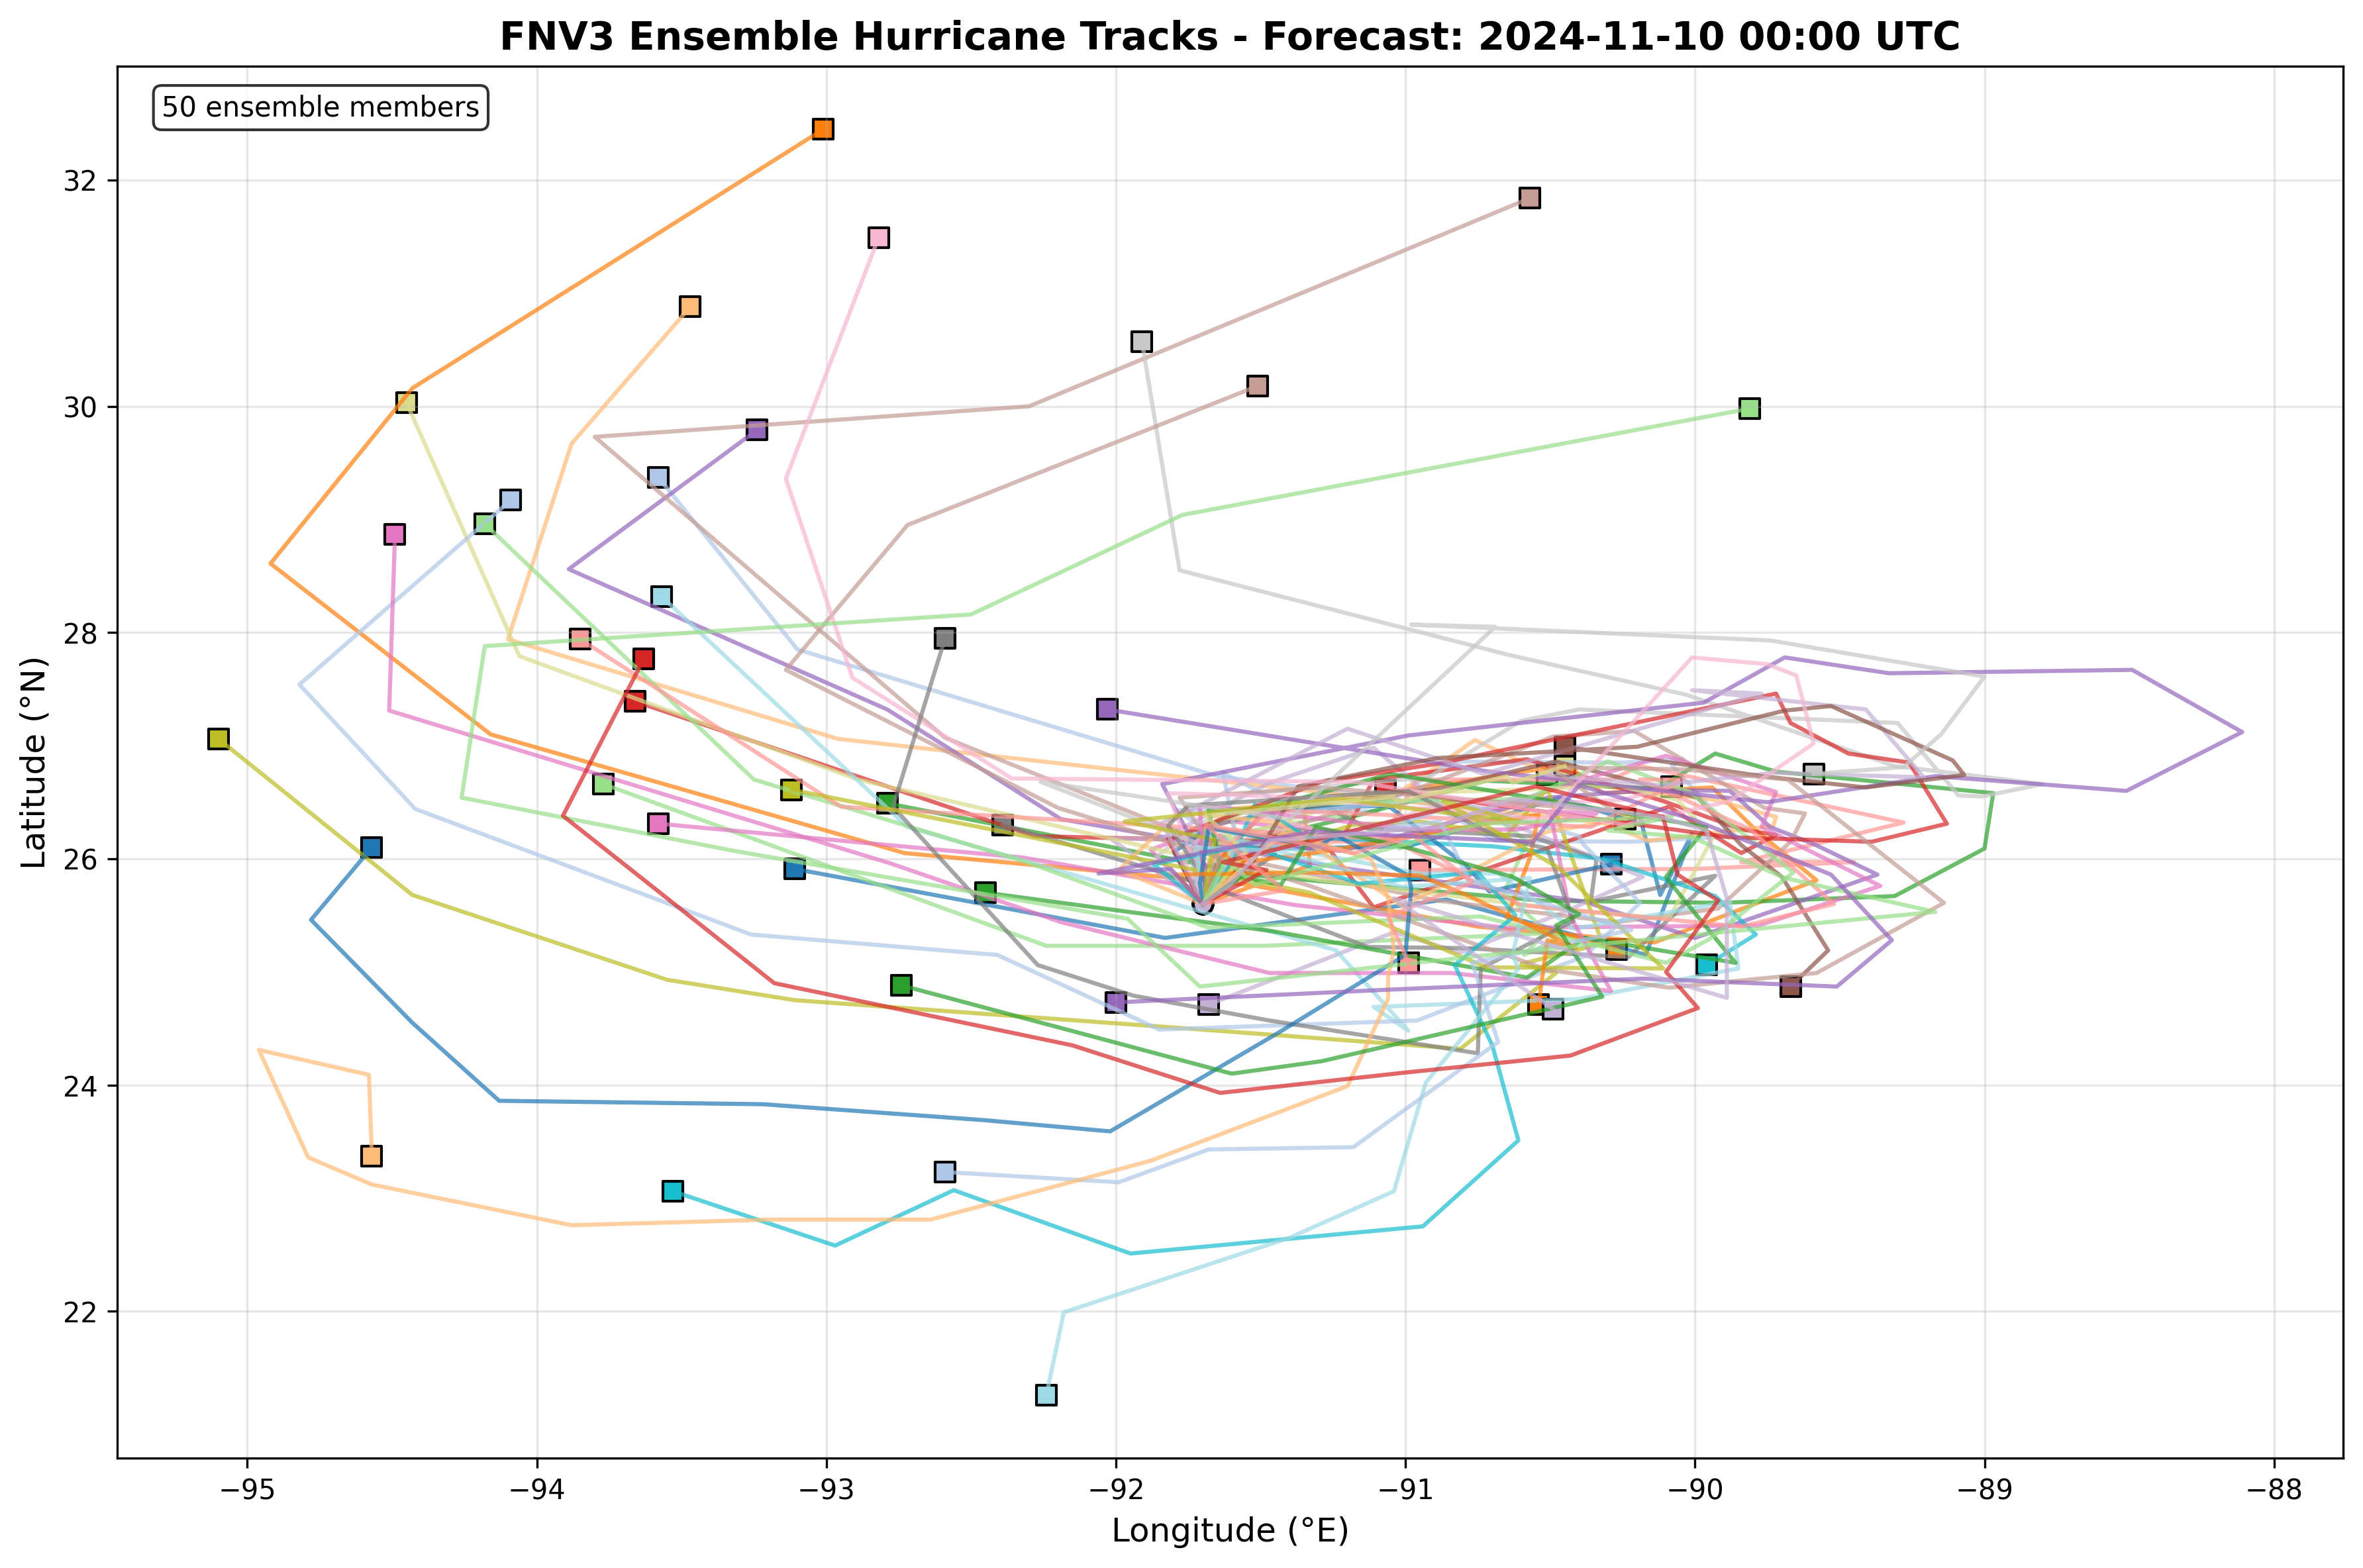 FNV3 Ensemble Hurricane Tracks - Forecast: 2024-11-10 00:00 UTC
50 ensemble members
Latitude (°N)
32
30
28
26
24
22
−95 −94 −93 −92 −91 −90 −89 −88
Longitude (°E)